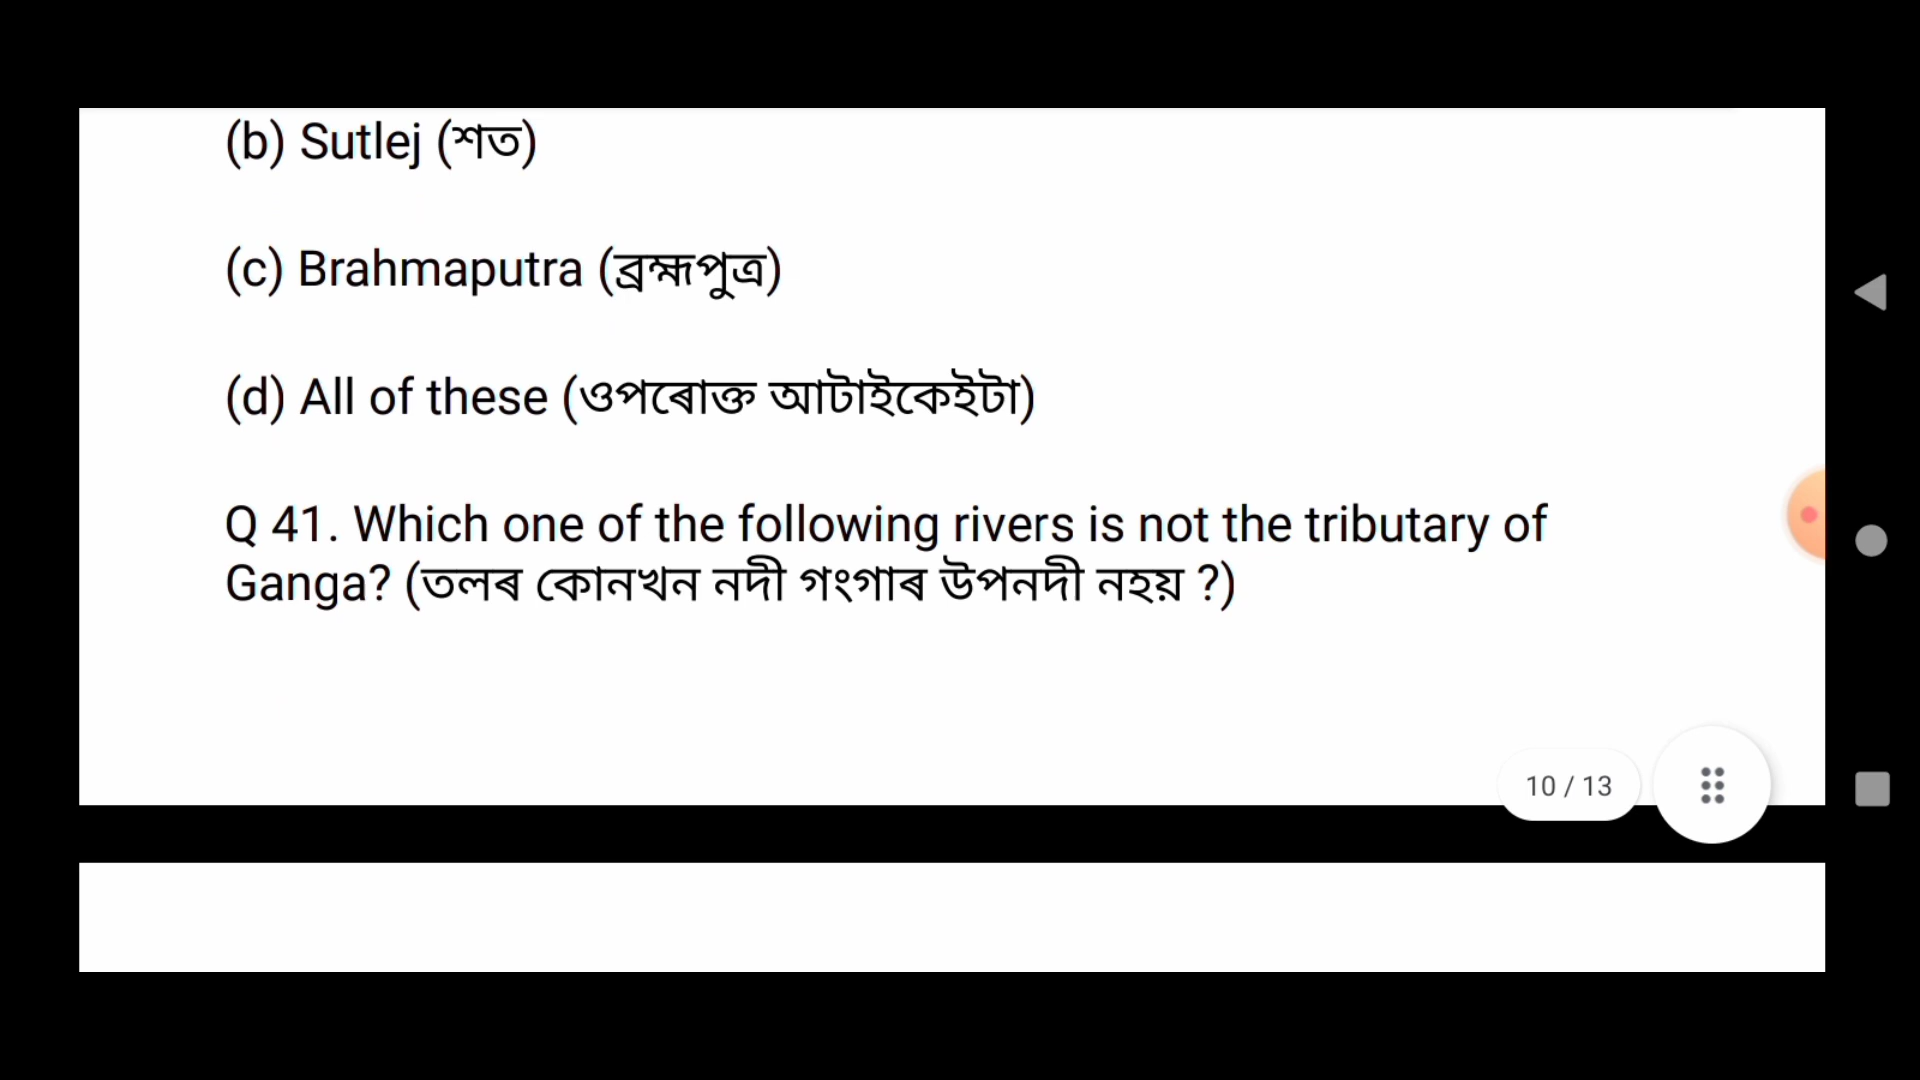 (b) Sutlej (শত)
(c) Brahmaputra (ব্ৰহ্মপুত্ৰ)
(d) All of these (ওপৰোক্ত আটাইকেইটা)
Q 41. Which one of the following rivers is not the tributary of
Ganga? (তলৰ কোনখন নদী গংগাৰ উপনদী নহয় ?)
10 / 13